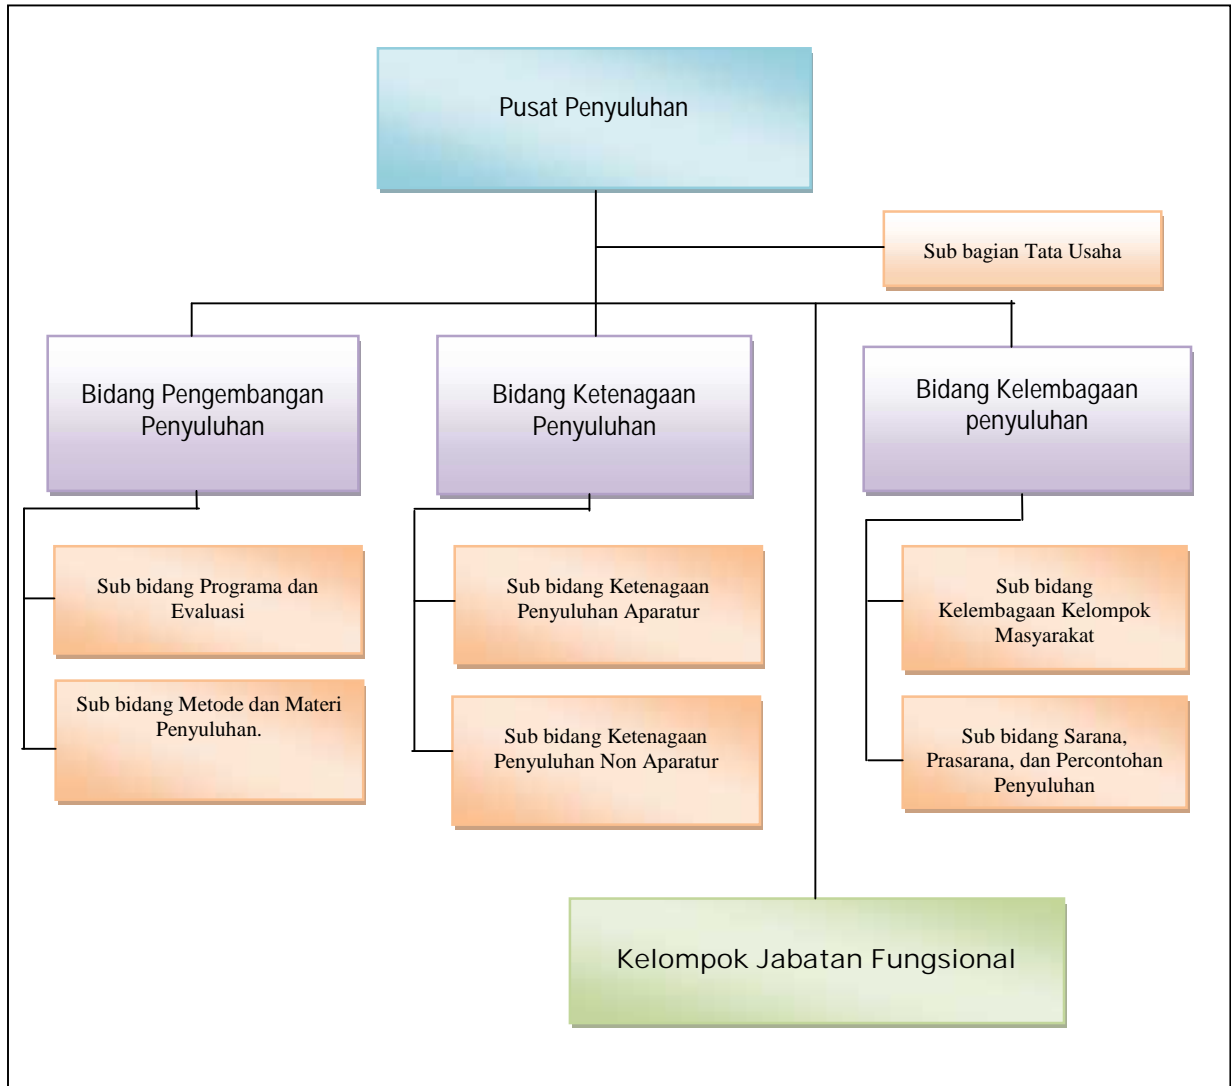 Pusat Penyuluhan
Sub bagian Tata Usaha
Bidang Pengembangan
Penyuluhan
Bidang Ketenagaan
Penyuluhan
Bidang Kelembagaan
penyuluhan
Sub bidang Programa dan
Evaluasi
Sub bidang Metode dan Materi
Penyuluhan.
Sub bidang Ketenagaan
Penyuluhan Aparatur
Sub bidang Ketenagaan
Penyuluhan Non Aparatur
Sub bidang
Kelembagaan Kelompok
Masyarakat
Sub bidang Sarana,
Prasarana, dan Percontohan
Penyuluhan
Kelompok Jabatan Fungsional